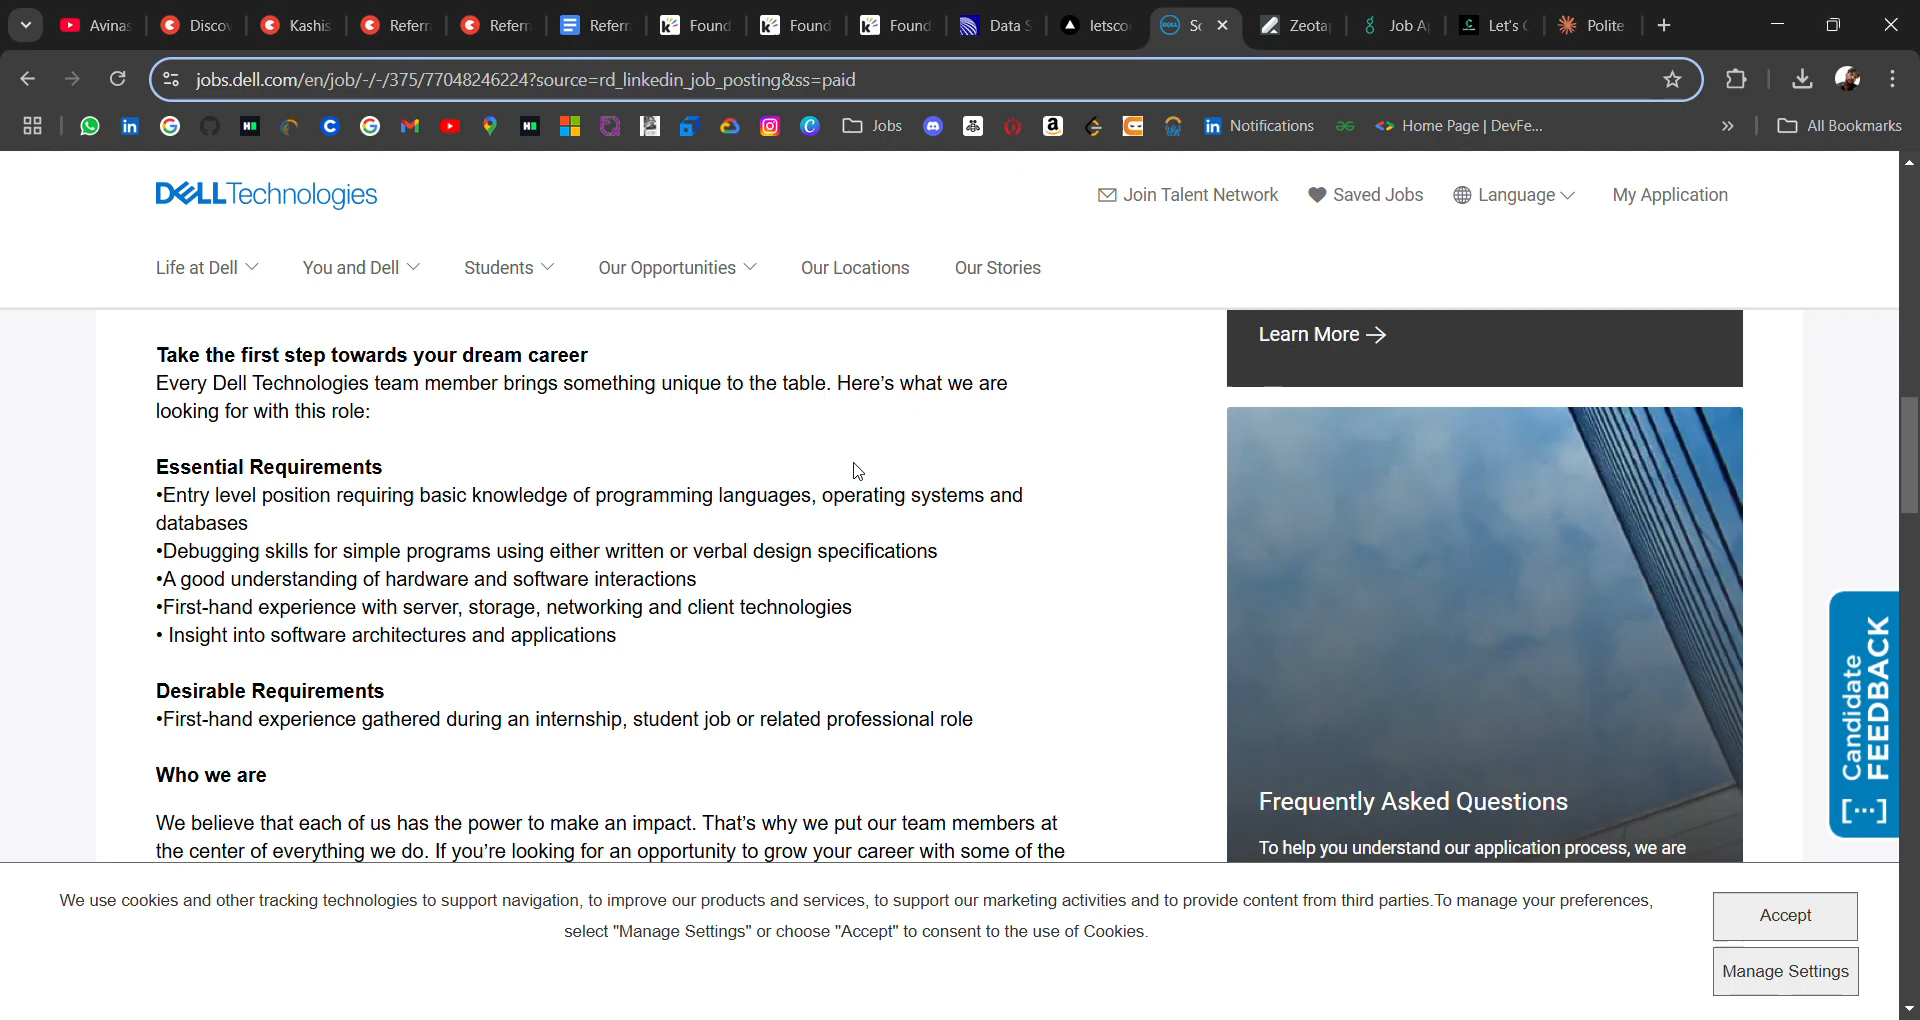 Avinas
Discov
Kashis
Referr
Referr
Referr
Found
Found
Found
Data S
letsco
Sc
Zeota
Job A
Let's
Polite
jobs.dell.com/en/job/-/-/375/77048246224?source=rd_linkedin_job_posting&ss=paid
Jobs
Notifications
Home Page | DevFe...
All Bookmarks
DELLTechnologies
Join Talent Network
Saved Jobs
Language
My Application
Life at Dell
You and Dell
Students
Our Opportunities
Our Locations
Our Stories
Take the first step towards your dream career
Every Dell Technologies team member brings something unique to the table. Here’s what we are
looking for with this role:
Essential Requirements
•Entry level position requiring basic knowledge of programming languages, operating systems and
databases
•Debugging skills for simple programs using either written or verbal design specifications
•A good understanding of hardware and software interactions
•First-hand experience with server, storage, networking and client technologies
• Insight into software architectures and applications
Desirable Requirements
•First-hand experience gathered during an internship, student job or related professional role
Who we are
We believe that each of us has the power to make an impact. That’s why we put our team members at
the center of everything we do. If you’re looking for an opportunity to grow your career with some of the
Learn More →
Frequently Asked Questions
To help you understand our application process, we are
Candidate
FEEDBACK
[...]
We use cookies and other tracking technologies to support navigation, to improve our products and services, to support our marketing activities and to provide content from third parties.To manage your preferences,
select "Manage Settings" or choose "Accept" to consent to the use of Cookies.
Accept
Manage Settings